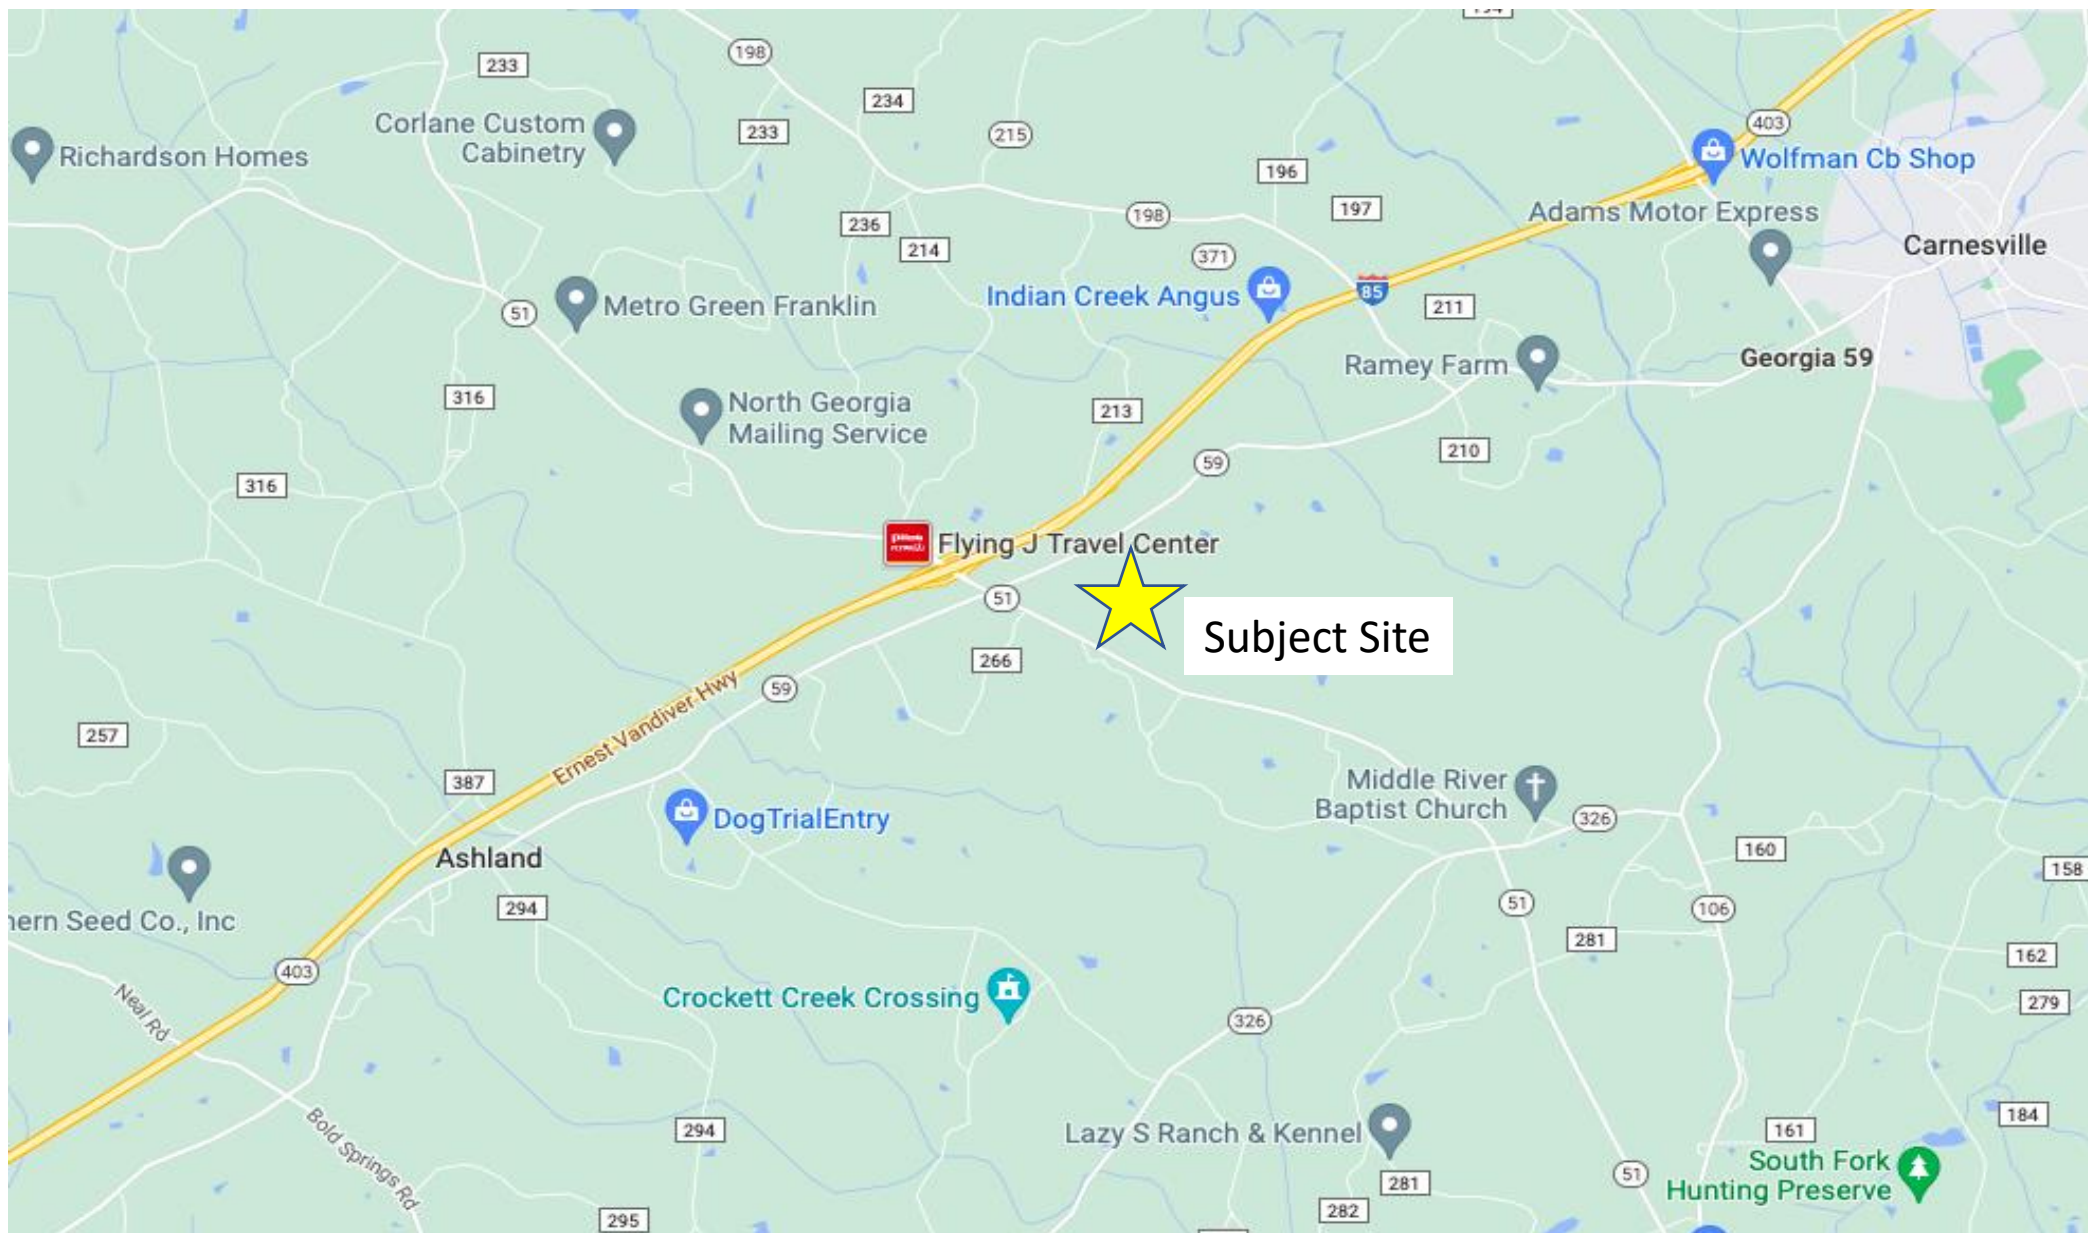 194
198
233
234
Corlane Custom
Cabinetry
233
215
403
Richardson Homes
Wolfman Cb Shop
196
197
198
Adams Motor Express
236
214
371
Carnesville
Indian Creek Angus
85
51
Metro Green Franklin
211
Ramey Farm
Georgia 59
316
North Georgia
Mailing Service
213
210
59
316
Flying J Travel Center
51
Subject Site
266
59
Ernest Vandiver Hwy
257
387
Middle River
Baptist Church
DogTrialEntry
326
160
Ashland
158
294
51
106
hern Seed Co., Inc
281
162
403
Neal Rd
Crockett Creek Crossing
279
326
Bold Springs Rd
294
Lazy S Ranch & Kennel
161
184
South Fork
Hunting Preserve
51
281
282
295